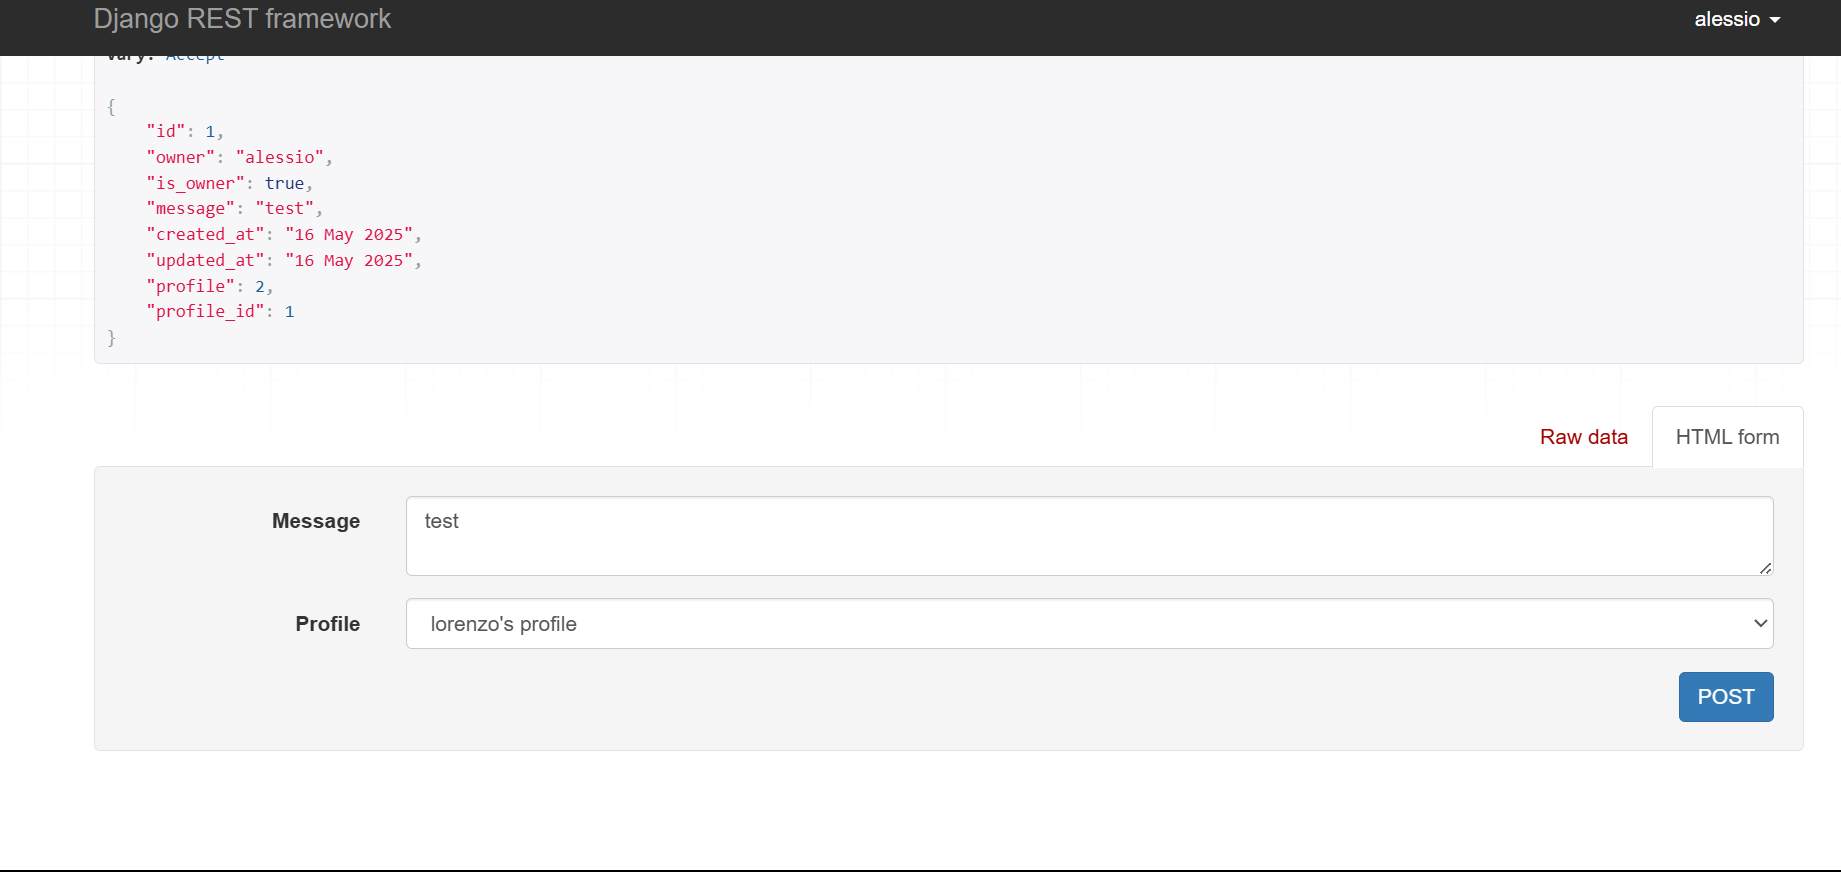 Django REST framework
alessio
Vary: Accept
{
    "id": 1,
    "owner": "alessio",
    "is_owner": true,
    "message": "test",
    "created_at": "16 May 2025",
    "updated_at": "16 May 2025",
    "profile": 2,
    "profile_id": 1
}
Raw data
HTML form
Message
test
Profile
lorenzo's profile
POST